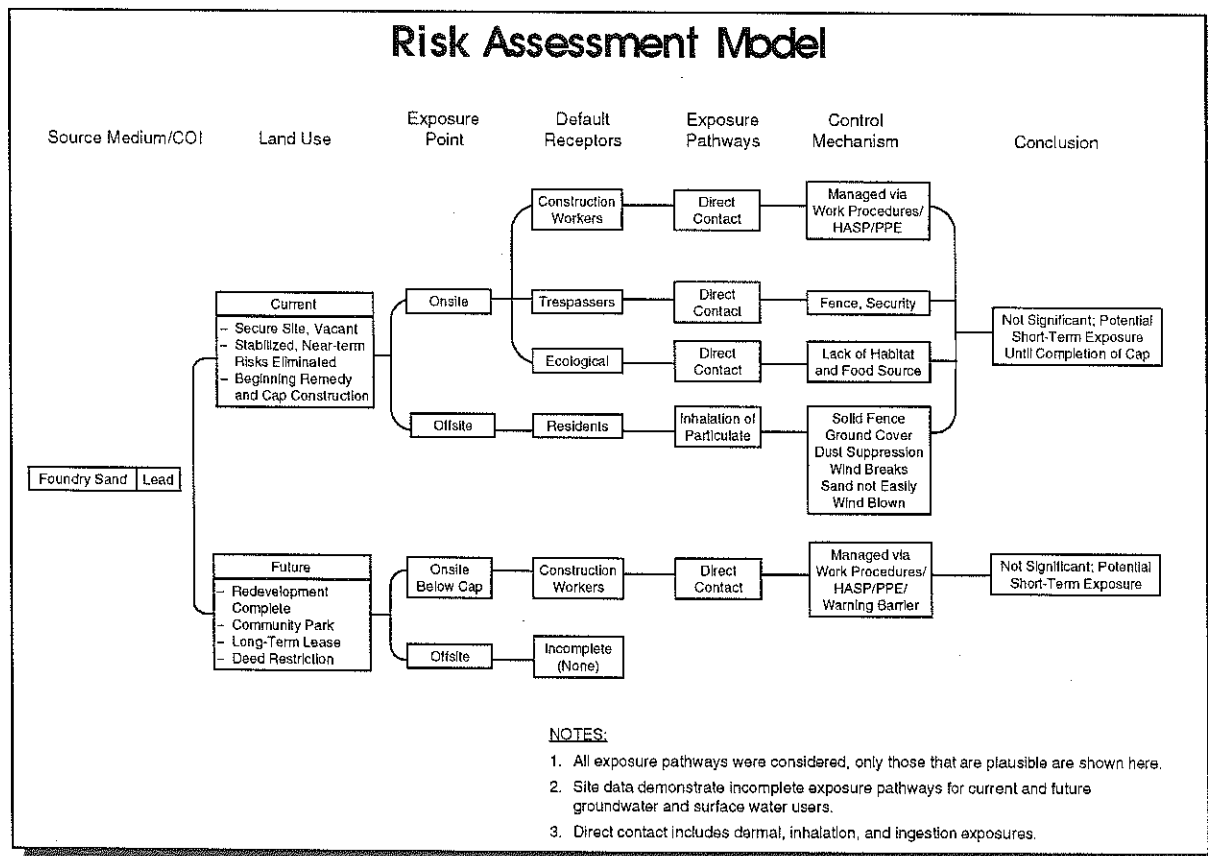 Risk Assessment Model
Source Medium/COI
Land Use
Exposure
Point
Default
Receptors
Exposure
Pathways
Control
Mechanism
Conclusion
Construction
Workers
Direct
Contact
Managed via
Work Procedures/
HASP/PPE
Current
– Secure Site, Vacant
– Stabilized, Near-term
Risks Eliminated
– Beginning Remedy
and Cap Construction
Onsite
Trespassers
Direct
Contact
Fence, Security
Ecological
Direct
Contact
Lack of Habitat
and Food Source
Not Significant; Potential
Short-Term Exposure
Until Completion of Cap
Offsite
Residents
Inhalation of
Particulate
Solid Fence
Ground Cover
Dust Suppression
Wind Breaks
Sand not Easily
Wind Blown
Foundry Sand
Lead
Future
– Redevelopment
Complete
– Community Park
– Long-Term Lease
– Deed Restriction
Onsite
Below Cap
Construction
Workers
Direct
Contact
Managed via
Work Procedures/
HASP/PPE/
Warning Barrier
Not Significant; Potential
Short-Term Exposure
Offsite
Incomplete
(None)
NOTES:
1. All exposure pathways were considered, only those that are plausible are shown here.
2. Site data demonstrate incomplete exposure pathways for current and future
groundwater and surface water users.
3. Direct contact includes dermal, inhalation, and ingestion exposures.